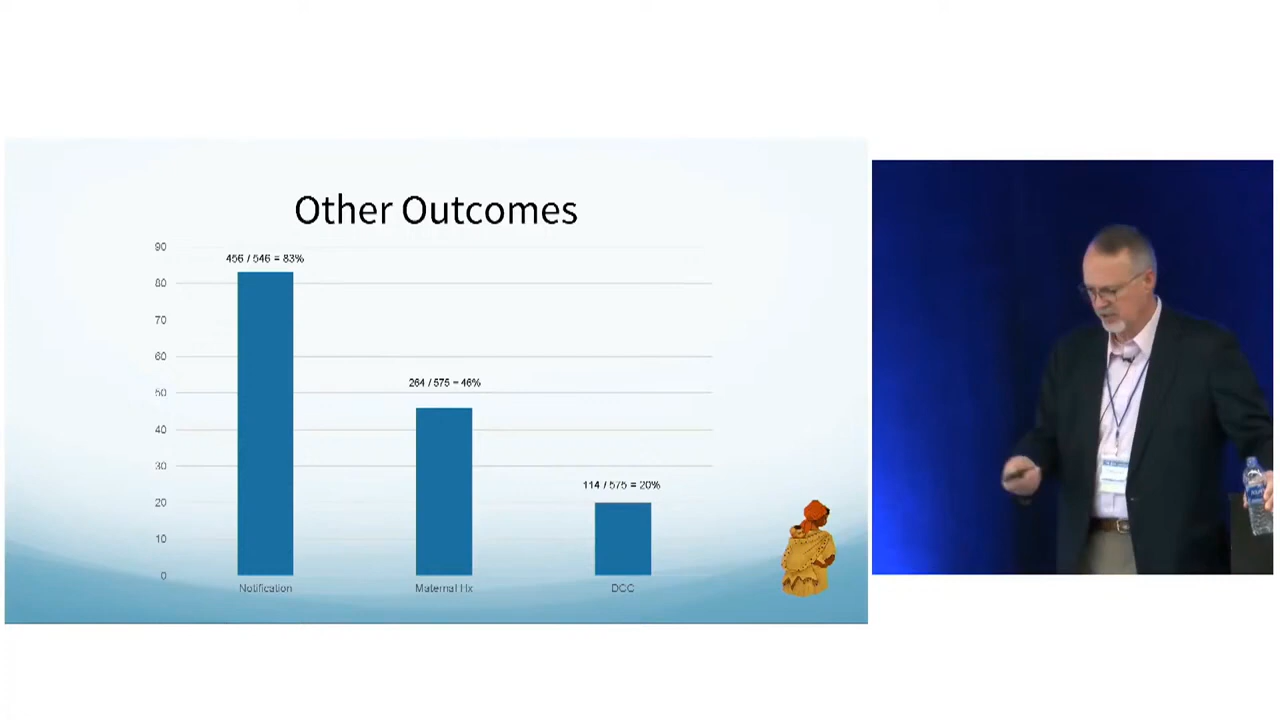 Other Outcomes
90
80
70
60
50
40
30
20
10
0
456 / 546 = 83%
264 / 575 = 46%
114 / 575 = 20%
Notification
Maternal Hx
DCC